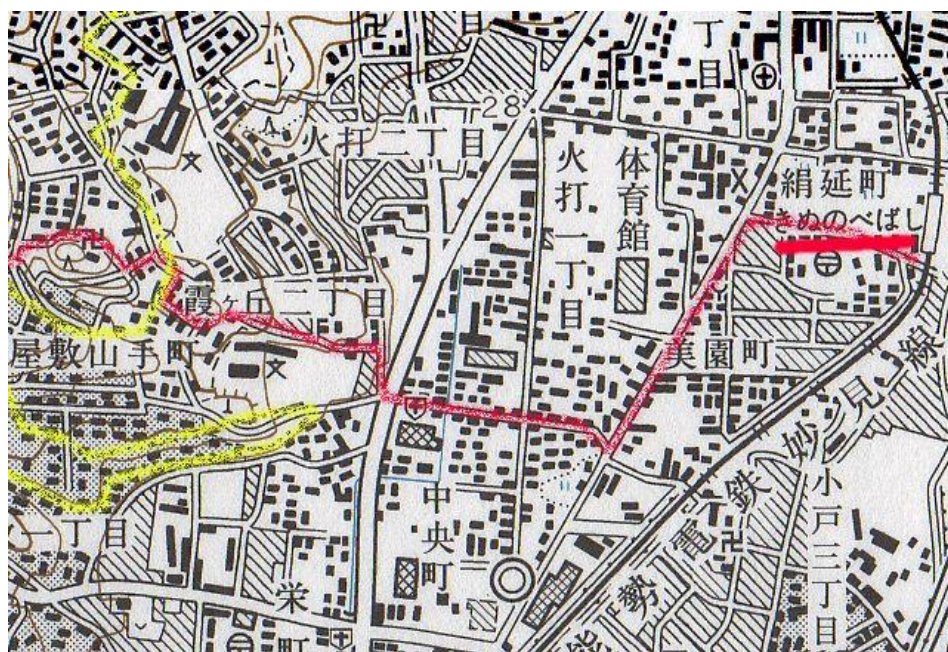 丁目
28
火打二丁目
火打一丁目
体育館
絹延町
きぬのべばし
霞ヶ丘二丁目
屋敷山手町
美園町
中央町
一丁目
栄町
能勢電鉄妙見線
小戸三丁目